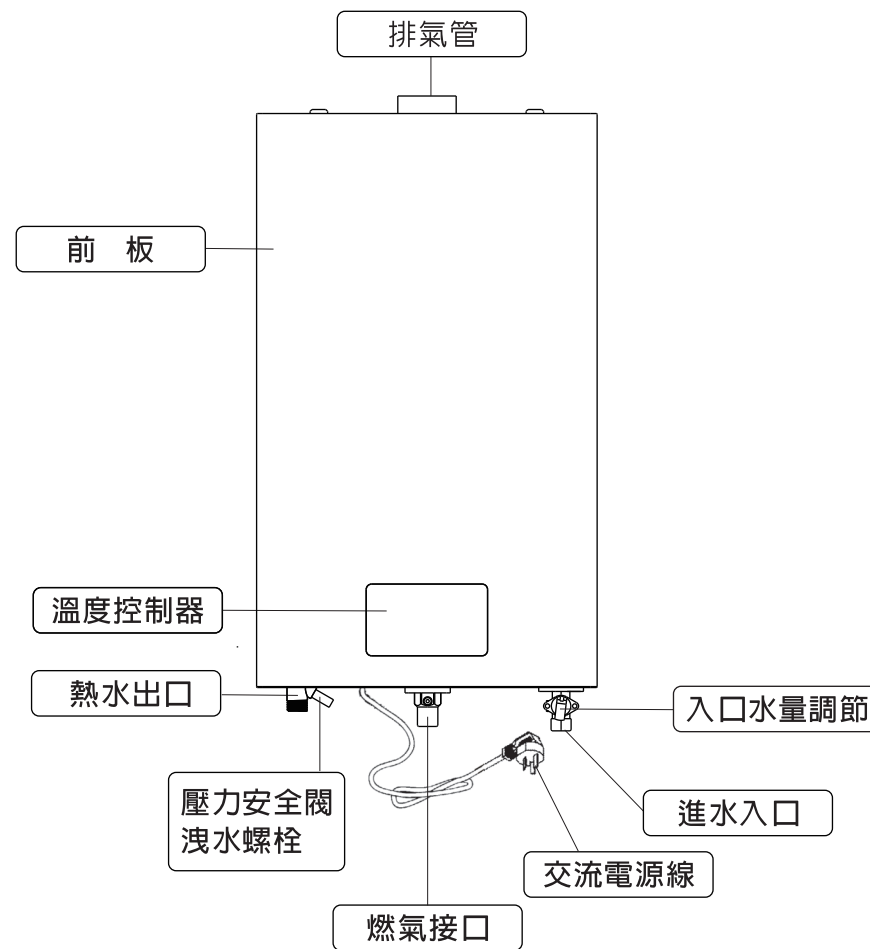 排氣管
前 板
溫度控制器
熱水出口
入口水量調節
壓力安全閥
洩水螺栓
進水入口
交流電源線
燃氣接口